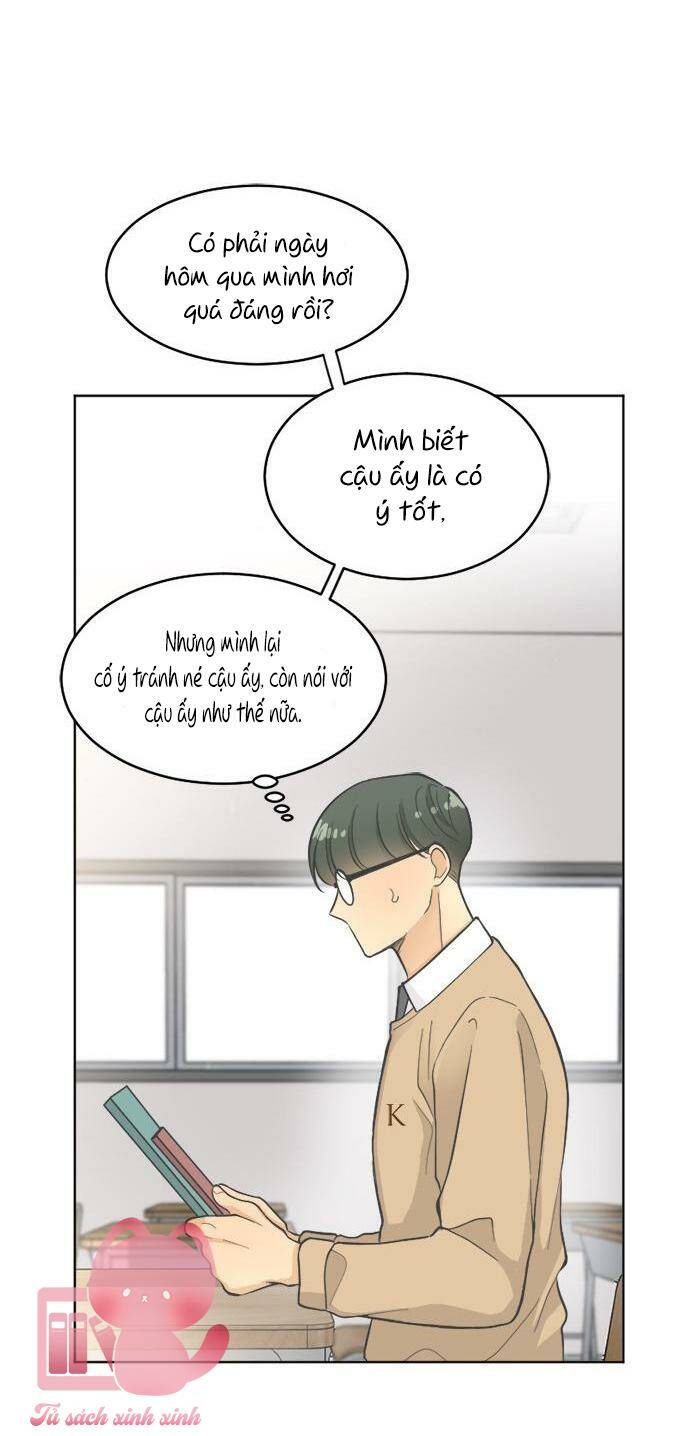 Có phải ngày
hôm qua mình hơi
quá đáng rồi?
Mình biết
cậu ấy là có
ý tốt,
Nhưng mình lại
cố ý tránh né cậu ấy, còn nói với
cậu ấy như thế nữa.
K
Tủ sách xinh xinh